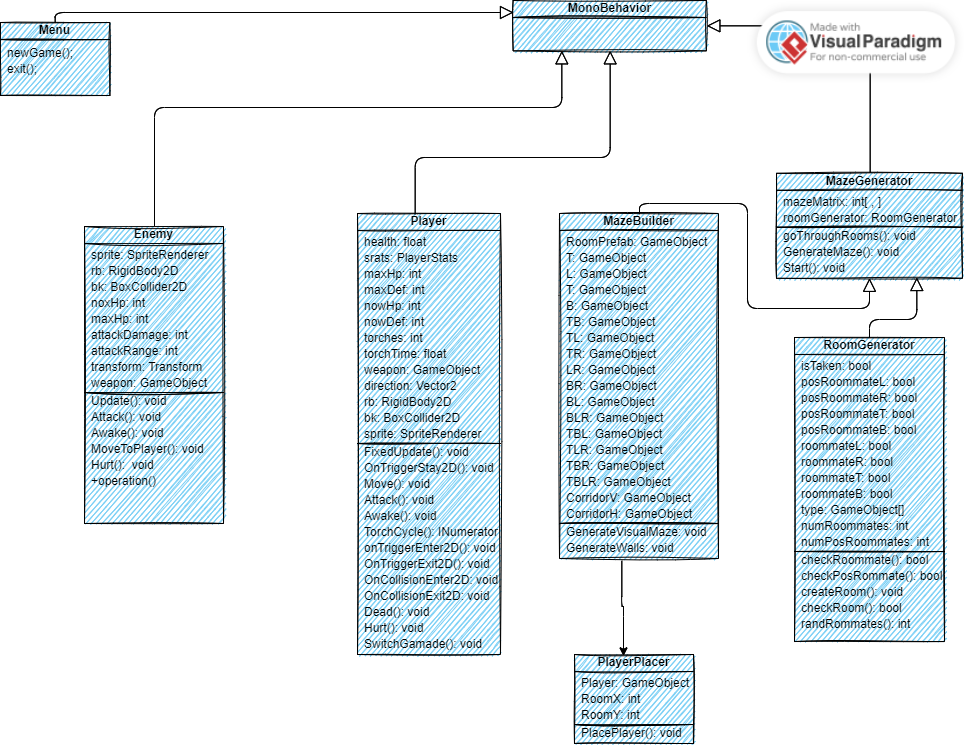 MonoBehavior
Made with
VisualParadigm
For non-commercial use
Menu
newGame();
exit();
MazeGenerator
mazeMatrix: int[ , ]
roomGenerator: RoomGenerator
goThroughRooms(): void
GenerateMaze(): void
Start(): void
Enemy
sprite: SpriteRenderer
rb: RigidBody2D
bk: BoxCollider2D
noxHp: int
maxHp: int
attackDamage: int
attackRange: int
transform: Transform
weapon: GameObject
Update(): void
Attack(): void
Awake(): void
MoveToPlayer(): void
Hurt(): void
+operation()
Player
health: float
srats: PlayerStats
maxHp: int
maxDef: int
nowHp: int
nowDef: int
torches: int
torchTime: float
weapon: GameObject
direction: Vector2
rb: RigidBody2D
bk: BoxCollider2D
sprite: SpriteRenderer
FixedUpdate(): void
OnTriggerStay2D(): void
Move(): void
Attack(): void
Awake(): void
TorchCycle(): INumerator
onTriggerEnter2D(): void
OnTriggerExit2D(): void
OnCollisionEnter2D: void
OnCollisionExit2D: void
Dead(): void
Hurt(): void
SwitchGamade(): void
MazeBuilder
RoomPrefab: GameObject
T: GameObject
L: GameObject
T: GameObject
B: GameObject
TB: GameObject
TL: GameObject
TR: GameObject
LR: GameObject
BR: GameObject
BL: GameObject
BLR: GameObject
TBL: GameObject
TLR: GameObject
TBR: GameObject
TBLR: GameObject
CorridorV: GameObject
CorridorH: GameObject
GenerateVisualMaze: void
GenerateWalls: void
RoomGenerator
isTaken: bool
posRoommateL: bool
posRoommateR: bool
posRoommateT: bool
posRoommateB: bool
roommateL: bool
roommateR: bool
roommateT: bool
roommateB: bool
type: GameObject[]
numRoommates: int
numPosRoommates: int
checkRoommate(): bool
checkPosRommate(): bool
createRoom(): void
checkRoom(): bool
randRommates(): int
PlayerPlacer
Player: GameObject
RoomX: int
RoomY: int
PlacePlayer(): void